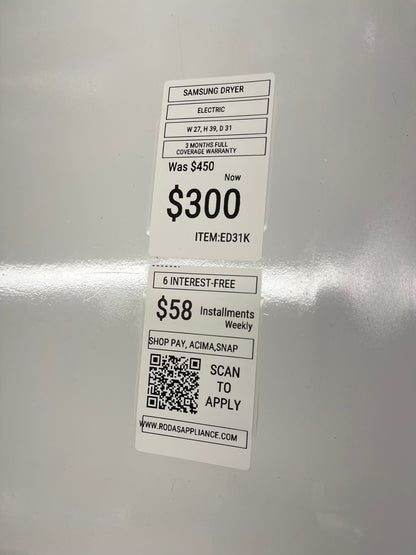 SAMSUNG DRYER
ELECTRIC
W 27, H 39, D 31
3 MONTHS FULL
COVERAGE WARRANTY
Was $450
Now
$300
ITEM:ED31K
6 INTEREST-FREE
$58 Installments
Weekly
SHOP PAY, ACIMA,SNAP
SCAN
TO
APPLY
WWW.RODASAPPLIANCE.COM